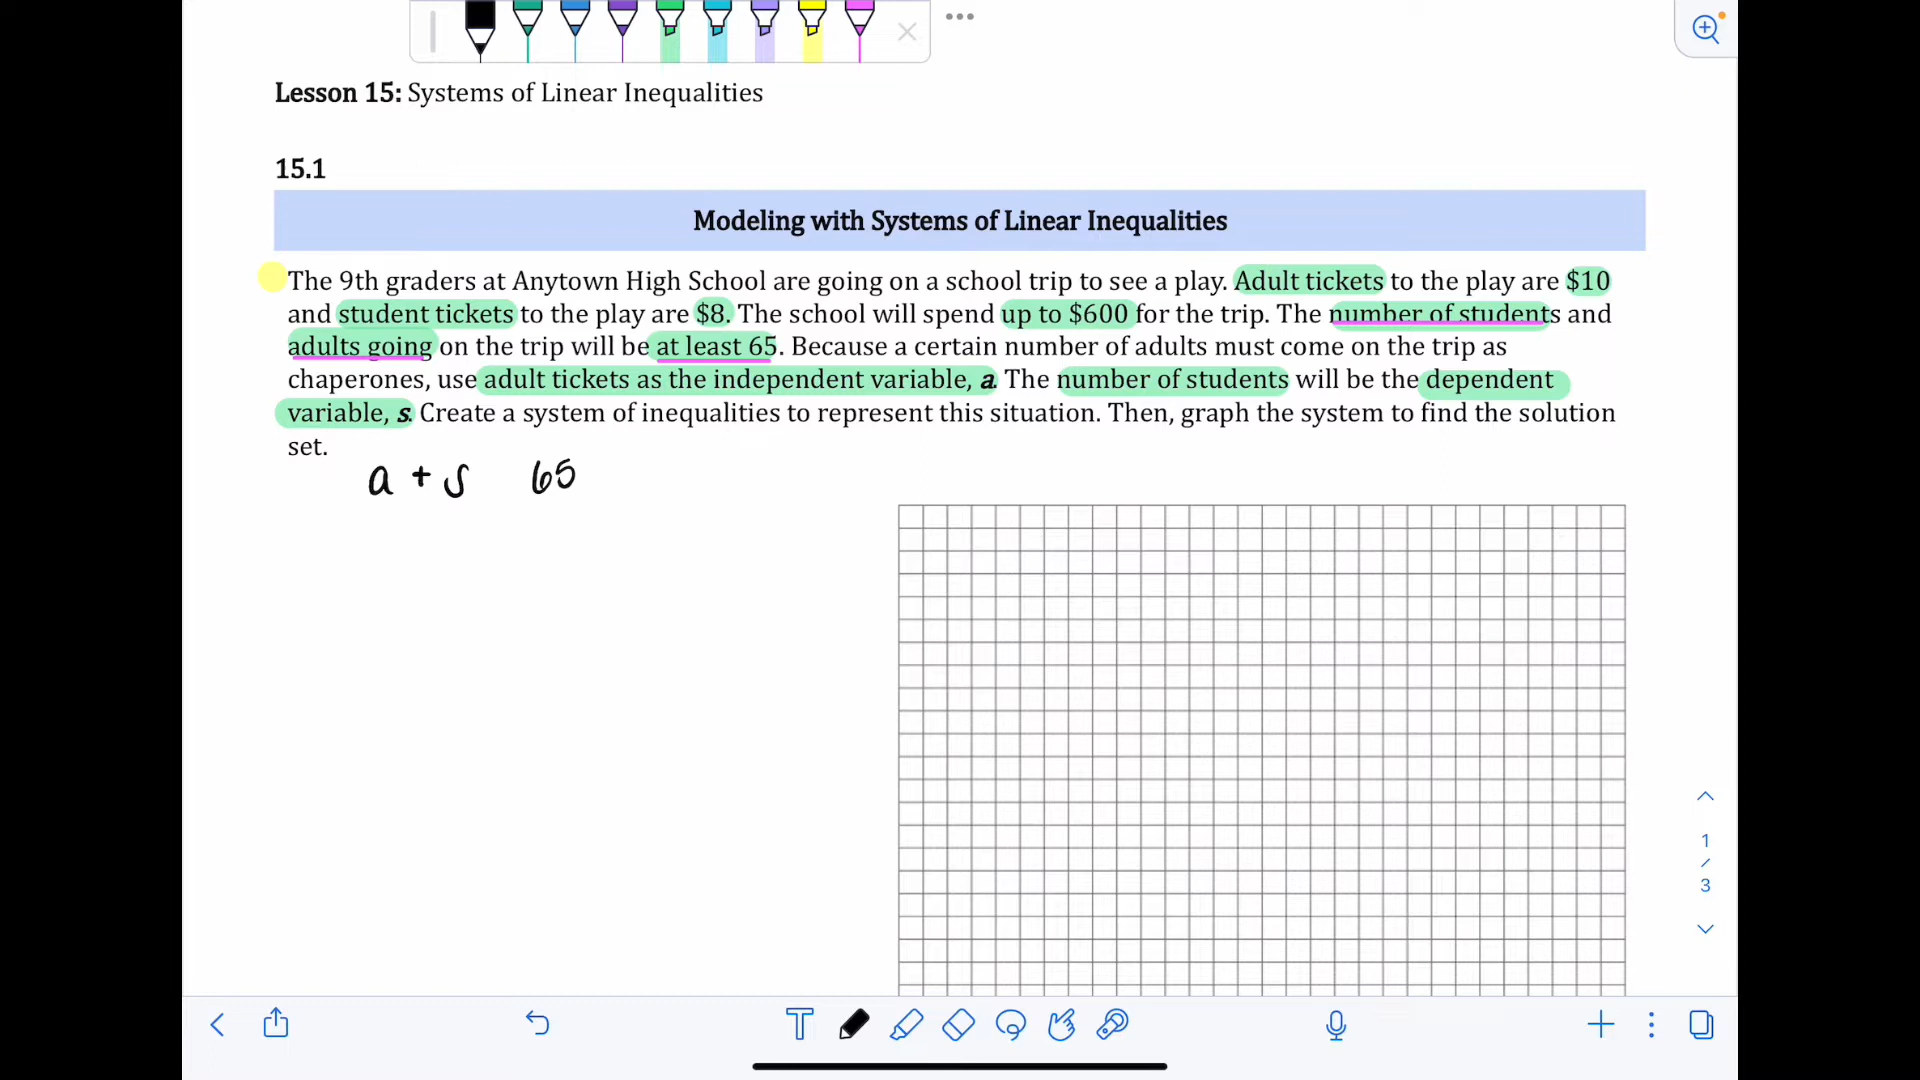 Lesson 15: Systems of Linear Inequalities
15.1
Modeling with Systems of Linear Inequalities
The 9th graders at Anytown High School are going on a school trip to see a play. Adult tickets to the play are $10
and student tickets to the play are $8. The school will spend up to $600 for the trip. The number of students and
adults going on the trip will be at least 65. Because a certain number of adults must come on the trip as
chaperones, use adult tickets as the independent variable, a. The number of students will be the dependent
variable, s. Create a system of inequalities to represent this situation. Then, graph the system to find the solution
set.
a + s 65
1
/
3